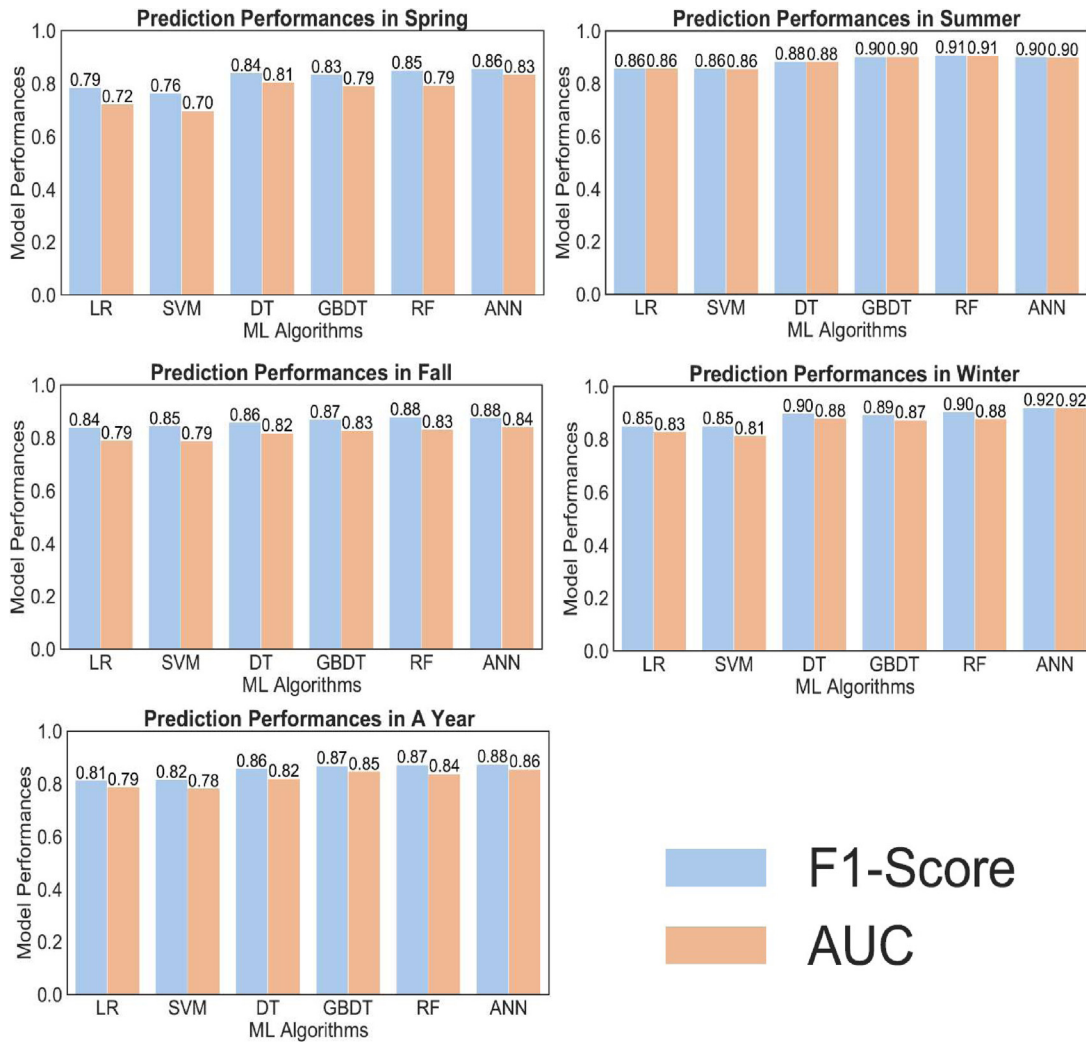 Prediction Performances in Spring
1.0
0.8
0.6
0.4
0.2
0.0
Model Performances
0.79 0.72 0.76 0.70 0.84 0.81 0.83 0.79 0.85 0.79 0.86 0.83
LR SVM DT GBDT RF ANN
ML Algorithms
Prediction Performances in Summer
1.0
0.8
0.6
0.4
0.2
0.0
Model Performances
0.86 0.86 0.86 0.86 0.88 0.88 0.90 0.90 0.91 0.91 0.90 0.90
LR SVM DT GBDT RF ANN
ML Algorithms
Prediction Performances in Fall
1.0
0.8
0.6
0.4
0.2
0.0
Model Performances
0.84 0.79 0.85 0.79 0.86 0.82 0.87 0.83 0.88 0.83 0.88 0.84
LR SVM DT GBDT RF ANN
ML Algorithms
Prediction Performances in Winter
1.0
0.8
0.6
0.4
0.2
0.0
Model Performances
0.85 0.83 0.85 0.81 0.90 0.88 0.89 0.87 0.90 0.88 0.92 0.92
LR SVM DT GBDT RF ANN
ML Algorithms
Prediction Performances in A Year
1.0
0.8
0.6
0.4
0.2
0.0
Model Performances
0.81 0.79 0.82 0.78 0.86 0.82 0.87 0.85 0.87 0.84 0.88 0.86
LR SVM DT GBDT RF ANN
ML Algorithms
F1-Score
AUC